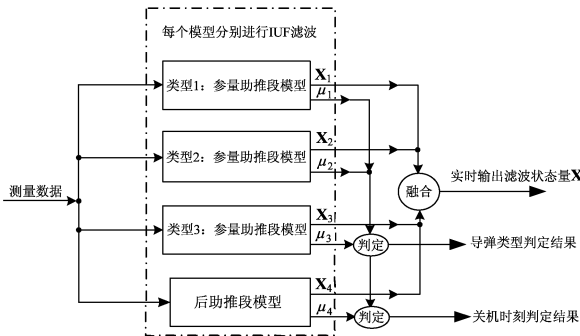 每个模型分别进行IUF滤波
类型1：参量助推段模型
X1
μ1
类型2：参量助推段模型
X2
μ2
测量数据
融合
实时输出滤波状态量X
类型3：参量助推段模型
X3
μ3
判定
导弹类型判定结果
后助推段模型
X4
μ4
判定
关机时刻判定结果